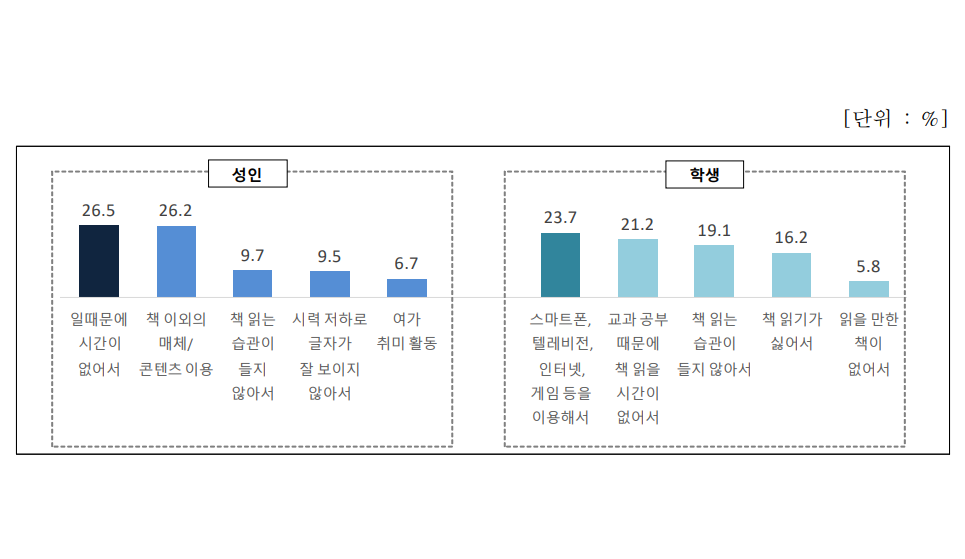 [단위 : %]
성인
26.5
26.2
9.7
9.5
6.7
일때문에
시간이
없어서
책 이외의
매체/
콘텐츠 이용
책 읽는
습관이
들지
않아서
시력 저하로
글자가
잘 보이지
않아서
여가
취미 활동
학생
23.7
21.2
19.1
16.2
5.8
스마트폰,
텔레비전,
인터넷,
게임 등을
이용해서
교과 공부
때문에
책 읽을
시간이
없어서
책 읽는
습관이
들지 않아서
책 읽기가
싫어서
읽을 만한
책이
없어서